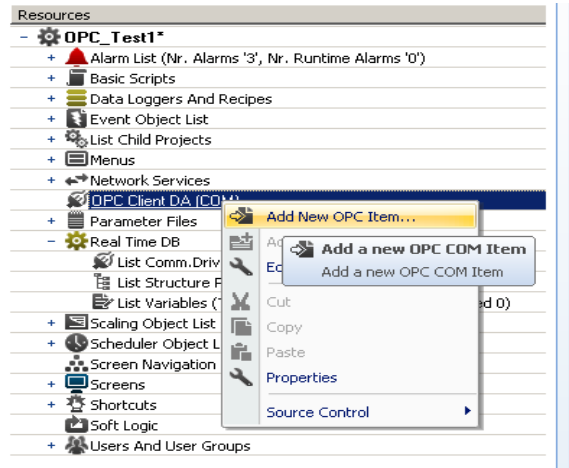 Resources
OPC_Test1*
Alarm List (Nr. Alarms '3', Nr. Runtime Alarms '0')
Basic Scripts
Data Loggers And Recipes
Event Object List
List Child Projects
Menus
Network Services
OPC Client DA (COM)
Add New OPC Item...
Parameter Files
Real Time DB
Ad
Add a new OPC COM Item
List Comm.Driv
Ec
Add a new OPC COM Item
List Structure P
List Variables (
Cut
ed 0)
Scaling Object List
Copy
Scheduler Object L
Paste
Screen Navigation
Properties
Screens
Shortcuts
Source Control
Soft Logic
Users And User Groups